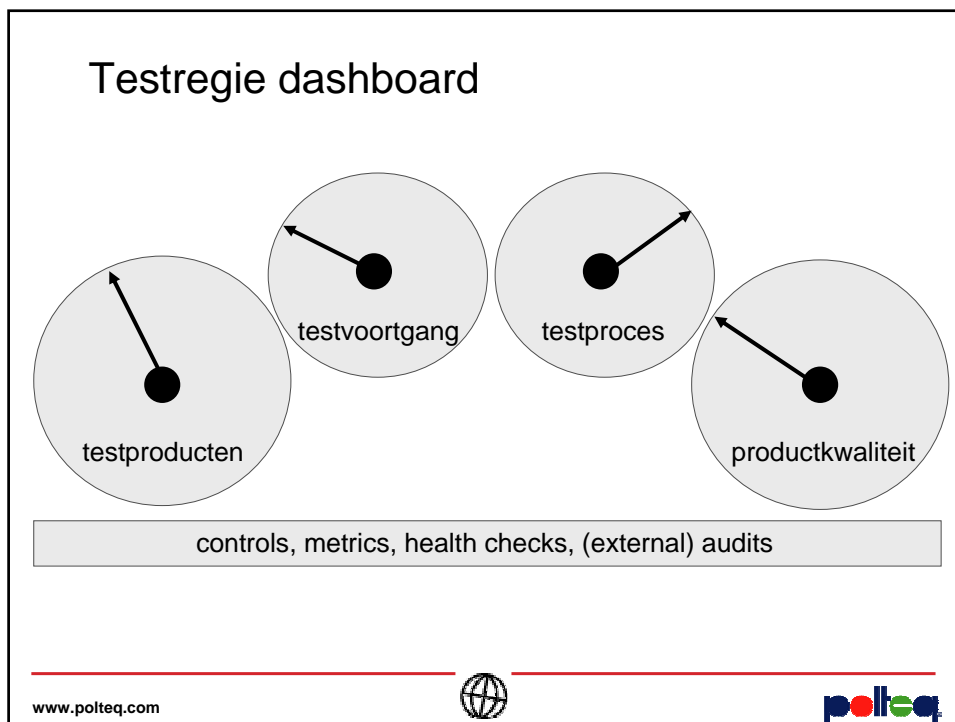 Testregie dashboard
testvoortgang
testproces
testproducten
productkwaliteit
controls, metrics, health checks, (external) audits
www.polteq.com
polteq